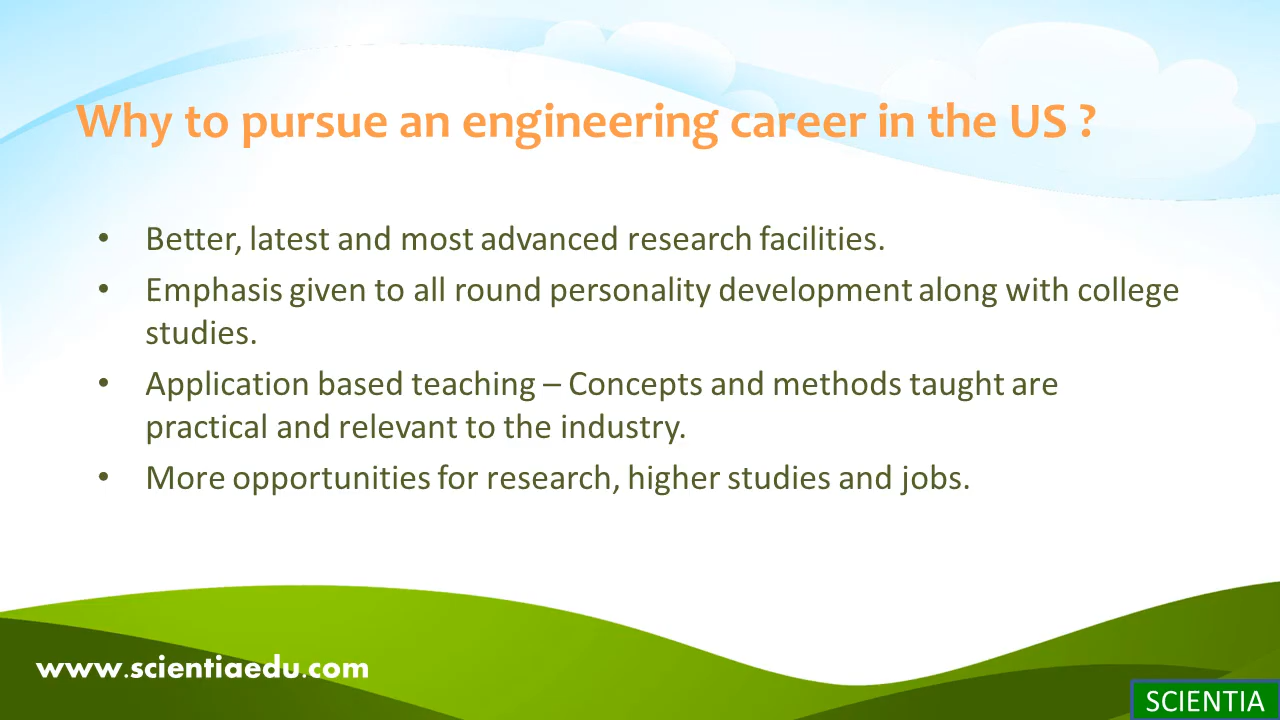 Why to pursue an engineering career in the US ?
• Better, latest and most advanced research facilities.
• Emphasis given to all round personality development along with college
studies.
• Application based teaching – Concepts and methods taught are
practical and relevant to the industry.
• More opportunities for research, higher studies and jobs.
www.scientiaedu.com
SCIENTIA